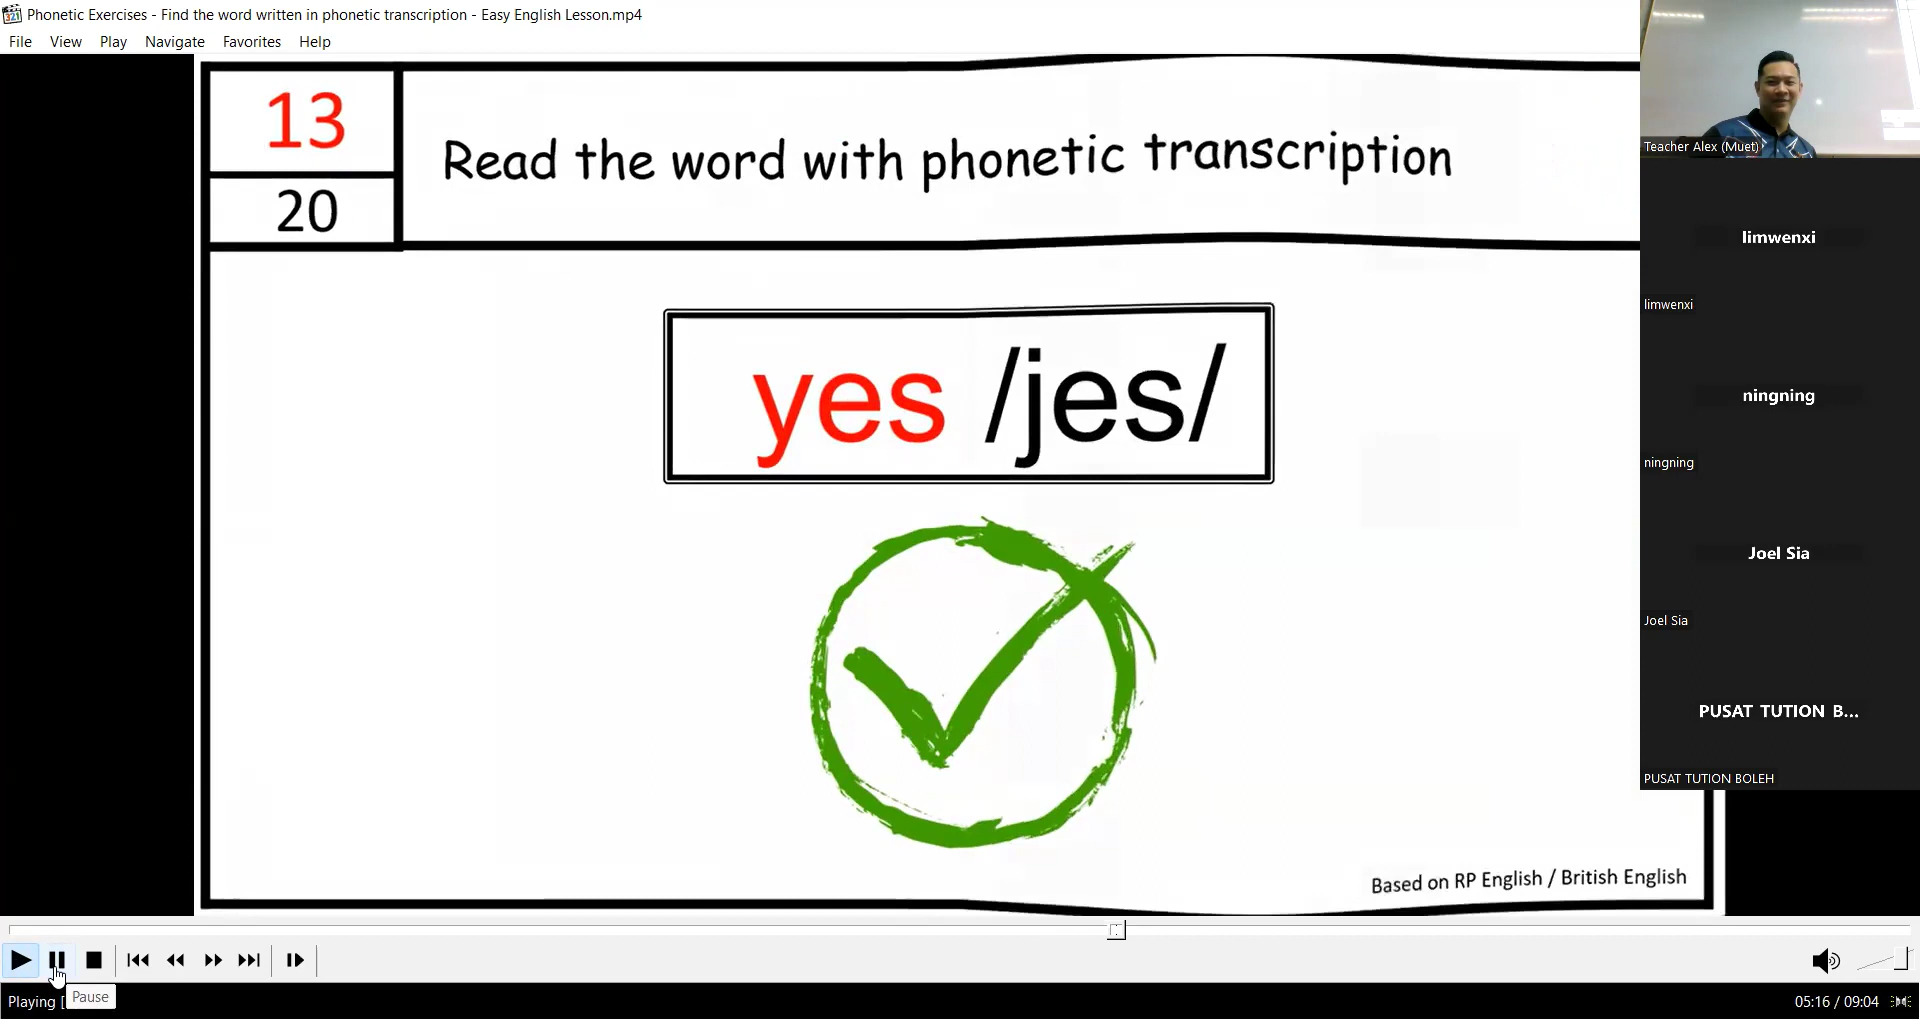 Phonetic Exercises - Find the word written in phonetic transcription - Easy English Lesson.mp4
File View Play Navigate Favorites Help
13
20
Read the word with phonetic transcription
yes /jes/
Based on RP English / British English
Teacher Alex (Muet)
limwenxi
limwenxi
ningning
ningning
Joel Sia
Joel Sia
PUSAT TUTION B...
PUSAT TUTION BOLEH
Pause
Playing [
05:16 / 09:04